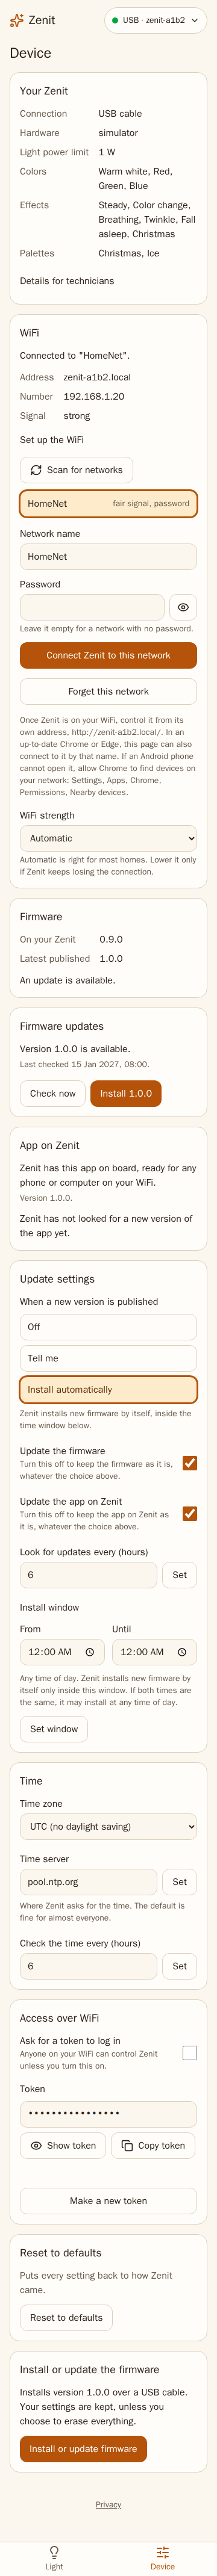 Zenit
USB · zenit-a1b2
Device
Your Zenit
Connection USB cable
Hardware simulator
Light power limit 1 W
Colors Warm white, Red,
Green, Blue
Effects Steady, Color change,
Breathing, Twinkle, Fall
asleep, Christmas
Palettes Christmas, Ice
Details for technicians
WiFi
Connected to "HomeNet".
Address zenit-a1b2.local
Number 192.168.1.20
Signal strong
Set up the WiFi
Scan for networks
HomeNet fair signal, password
Network name
HomeNet
Password
Leave it empty for a network with no password.
Connect Zenit to this network
Forget this network
Once Zenit is on your WiFi, control it from its
own address, http://zenit-a1b2.local/. In an
up-to-date Chrome or Edge, this page can also
connect to it by that name. If an Android phone
cannot open it, allow Chrome to find devices on
your network: Settings, Apps, Chrome,
Permissions, Nearby devices.
WiFi strength
Automatic
Automatic is right for most homes. Lower it only
if Zenit keeps losing the connection.
Firmware
On your Zenit 0.9.0
Latest published 1.0.0
An update is available.
Firmware updates
Version 1.0.0 is available.
Last checked 15 Jan 2027, 08:00.
Check now Install 1.0.0
App on Zenit
Zenit has this app on board, ready for any
phone or computer on your WiFi.
Version 1.0.0.
Zenit has not looked for a new version of
the app yet.
Update settings
When a new version is published
Off
Tell me
Install automatically
Zenit installs new firmware by itself, inside the
time window below.
Update the firmware
Turn this off to keep the firmware as it is,
whatever the choice above.
Update the app on Zenit
Turn this off to keep the app on Zenit as
it is, whatever the choice above.
Look for updates every (hours)
6 Set
Install window
From Until
12:00 AM 12:00 AM
Any time of day. Zenit installs new firmware by
itself only inside this window. If both times are
the same, it may install at any time of day.
Set window
Time
Time zone
UTC (no daylight saving)
Time server
pool.ntp.org Set
Where Zenit asks for the time. The default is
fine for almost everyone.
Check the time every (hours)
6 Set
Access over WiFi
Ask for a token to log in
Anyone on your WiFi can control Zenit
unless you turn this on.
Token
••••••••••••••••
Show token Copy token
Make a new token
Reset to defaults
Puts every setting back to how Zenit
came.
Reset to defaults
Install or update the firmware
Installs version 1.0.0 over a USB cable.
Your settings are kept, unless you
choose to erase everything.
Install or update firmware
Privacy
Light Device